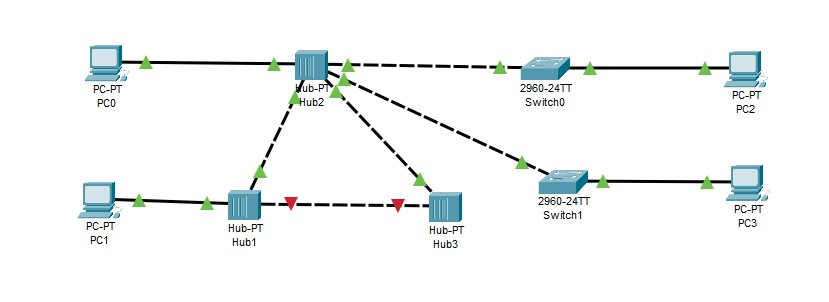 PC-PT
PC0
Hub-PT
Hub2
2960-24TT
Switch0
PC-PT
PC2
PC-PT
PC1
Hub-PT
Hub1
Hub-PT
Hub3
2960-24TT
Switch1
PC-PT
PC3